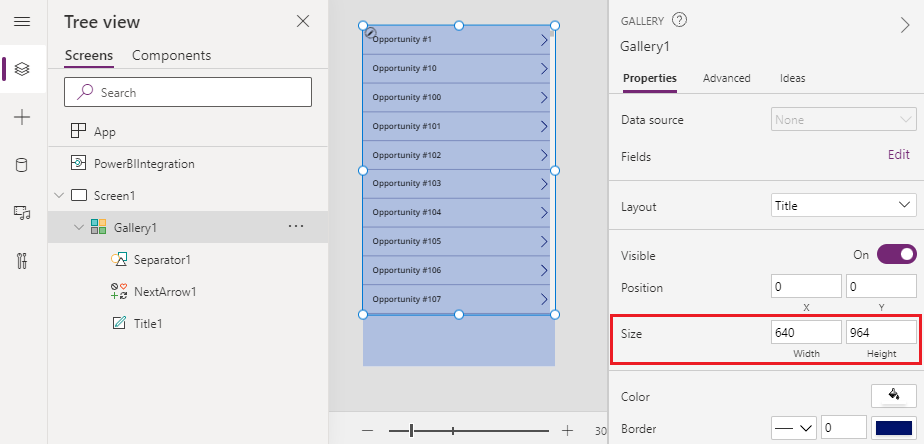 Tree view
Screens
Components
Search
App
PowerBIIntegration
Screen1
Gallery1
Separator1
NextArrow1
Title1
Opportunity #1
Opportunity #10
Opportunity #100
Opportunity #101
Opportunity #102
Opportunity #103
Opportunity #104
Opportunity #105
Opportunity #106
Opportunity #107
30
GALLERY
Gallery1
Properties Advanced Ideas
Data source None
Fields Edit
Layout Title
Visible On
Position 0 0
X Y
Size 640 964
Width Height
Color
Border 0